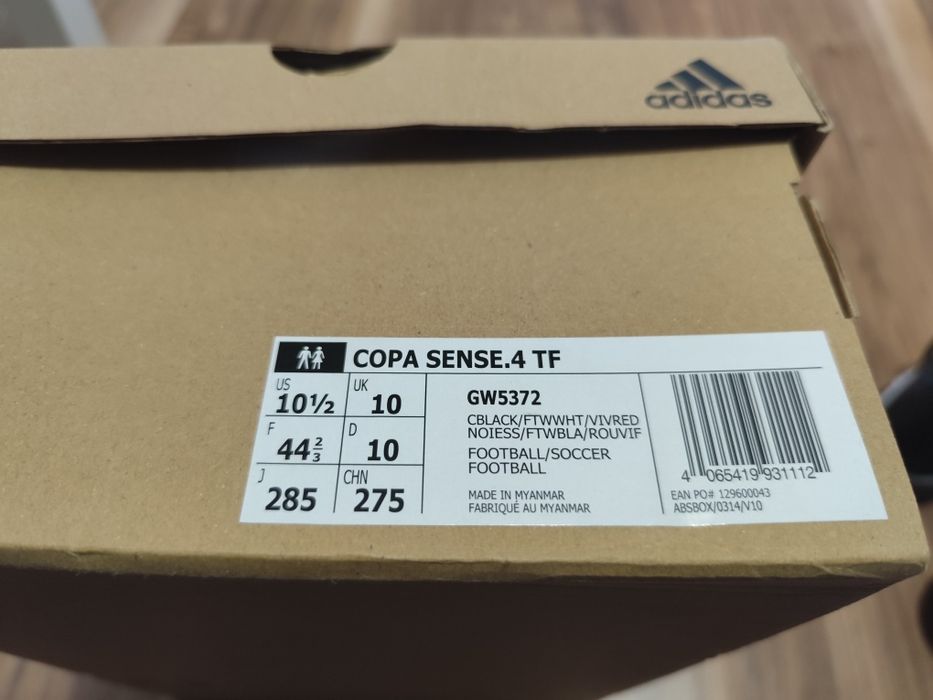 adidas
COPA SENSE.4 TF
US 10½ UK 10
F 44⅔ D 10
J 285 CHN 275
GW5372
CBLACK/FTWWHT/VIVRED
NOIESS/FTWBLA/ROUVIF
FOOTBALL/SOCCER
FOOTBALL
MADE IN MYANMAR
FABRIQUÉ AU MYANMAR
4 065419 931112
EAN PO# 129600043
ABSBOX/0314/V10